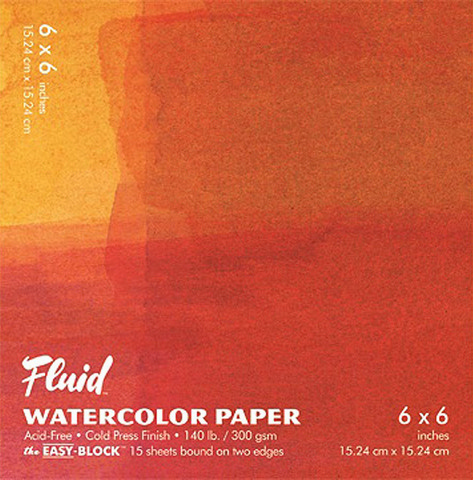 6 x 6
inches
15.24 cm x 15.24 cm
Fluid™
WATERCOLOR PAPER
Acid-Free • Cold Press Finish • 140 lb. / 300 gsm
the EASY-BLOCK™ 15 sheets bound on two edges
6 x 6
inches
15.24 cm x 15.24 cm